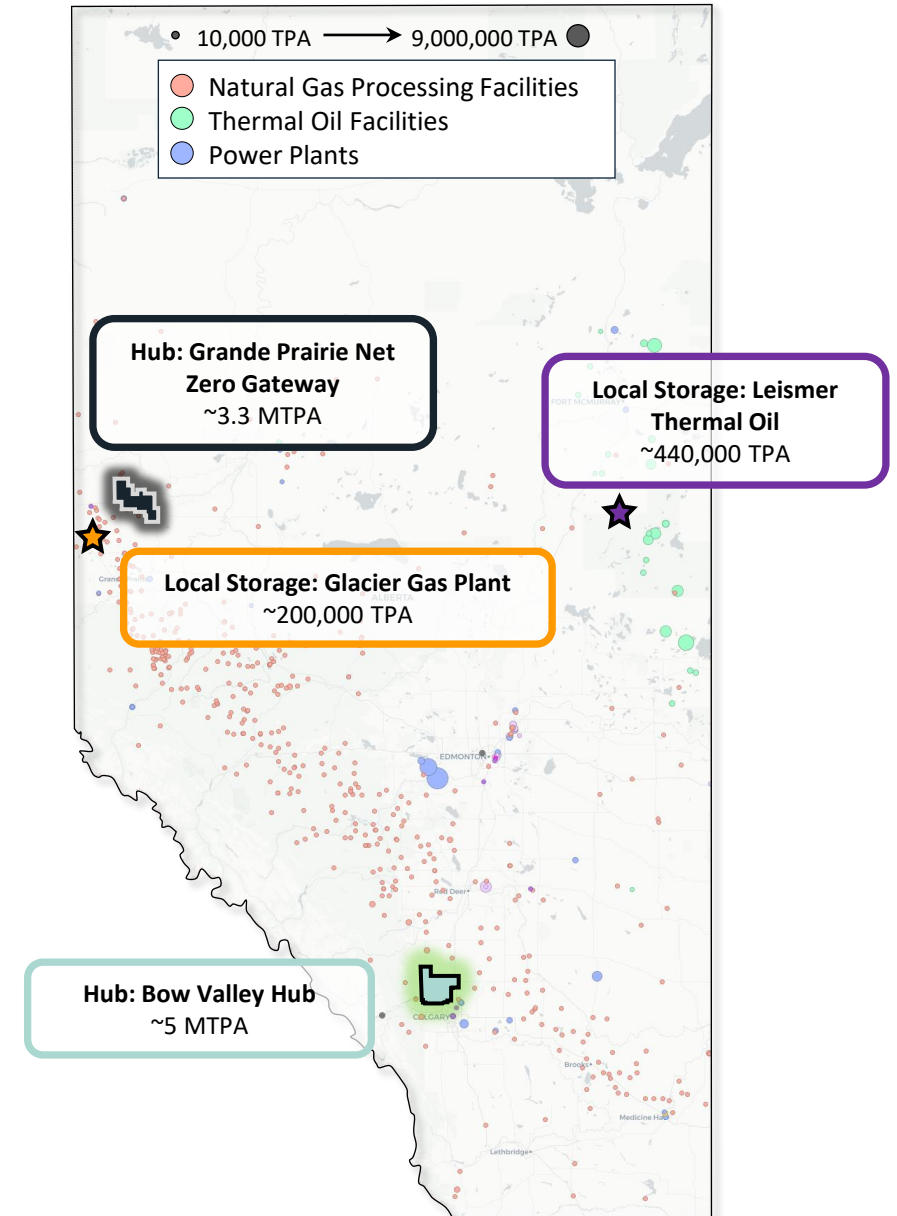 10,000 TPA 9,000,000 TPA
Natural Gas Processing Facilities
Thermal Oil Facilities
Power Plants
Hub: Grande Prairie Net
Zero Gateway
~3.3 MTPA
Local Storage: Leismer
Thermal Oil
~440,000 TPA
FORT MCMURRAY
Local Storage: Glacier Gas Plant
~200,000 TPA
ALBERTA
EDMONTON
Red Deer
Hub: Bow Valley Hub
~5 MTPA
CALGARY
Brooks
Medicine Hat
Lethbridge